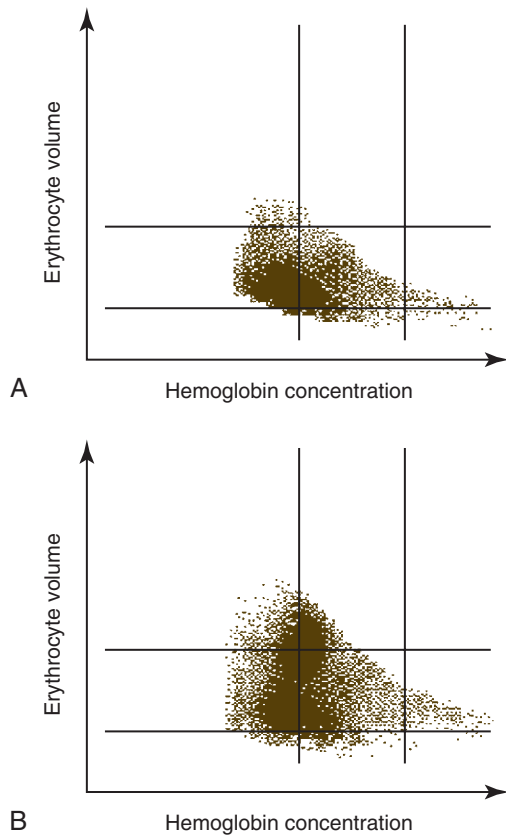 Erythrocyte volume
A
Hemoglobin concentration
Erythrocyte volume
B
Hemoglobin concentration